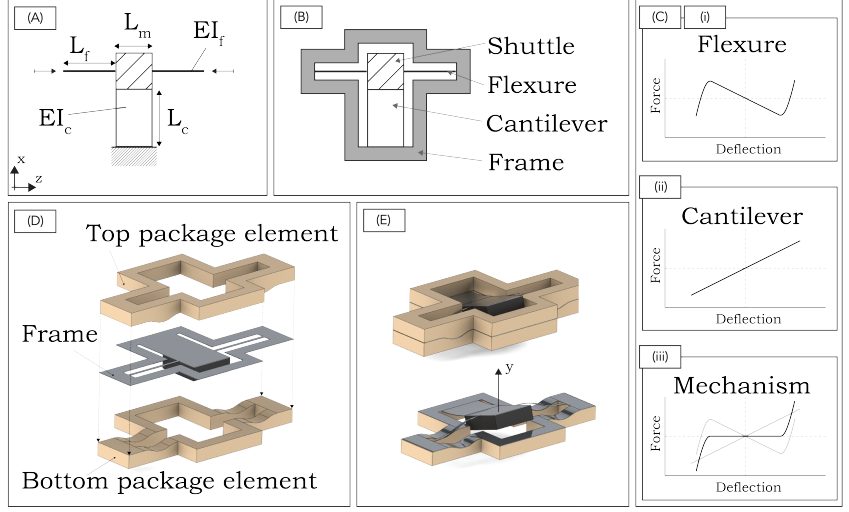 (A)
L_m
L_f
EI_f
EI_c
L_c
x
z
(B)
Shuttle
Flexure
Cantilever
Frame
(C)
(i)
Flexure
Force
Deflection
(ii)
Cantilever
Force
Deflection
(iii)
Mechanism
Force
Deflection
(D)
Top package element
Frame
Bottom package element
(E)
y